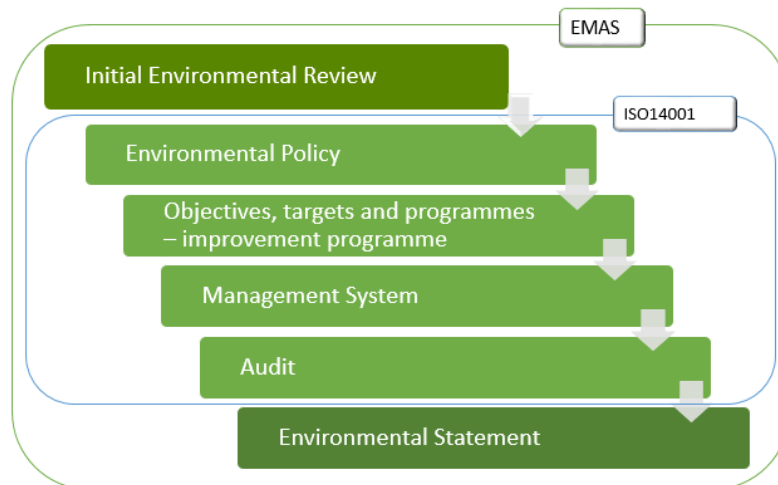 EMAS
Initial Environmental Review
ISO14001
Environmental Policy
Objectives, targets and programmes
– improvement programme
Management System
Audit
Environmental Statement